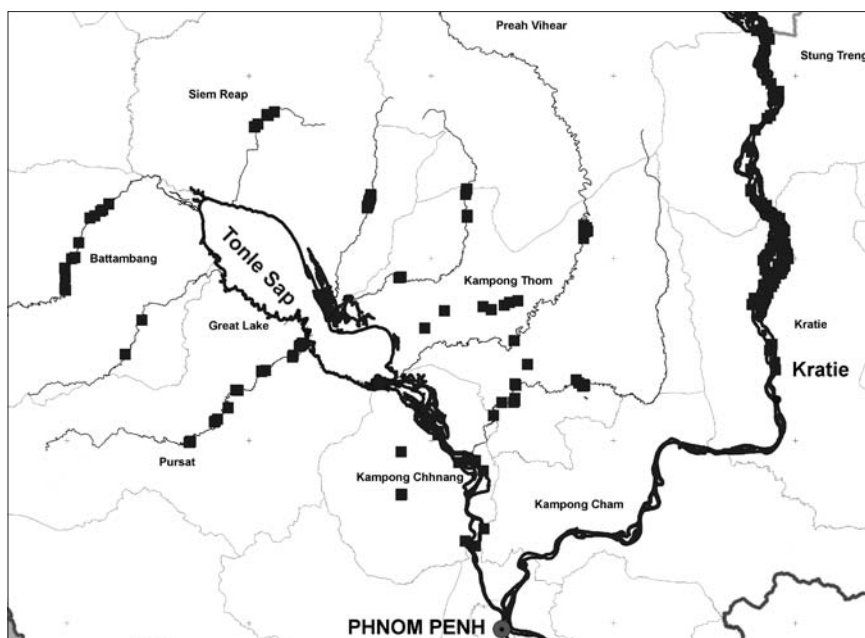 Preah Vihear
Stung Treng
Siem Reap
Battambang
Tonle Sap
Kampong Thom
Great Lake
Kratie
Kratie
Pursat
Kampong Chhnang
Kampong Cham
PHNOM PENH